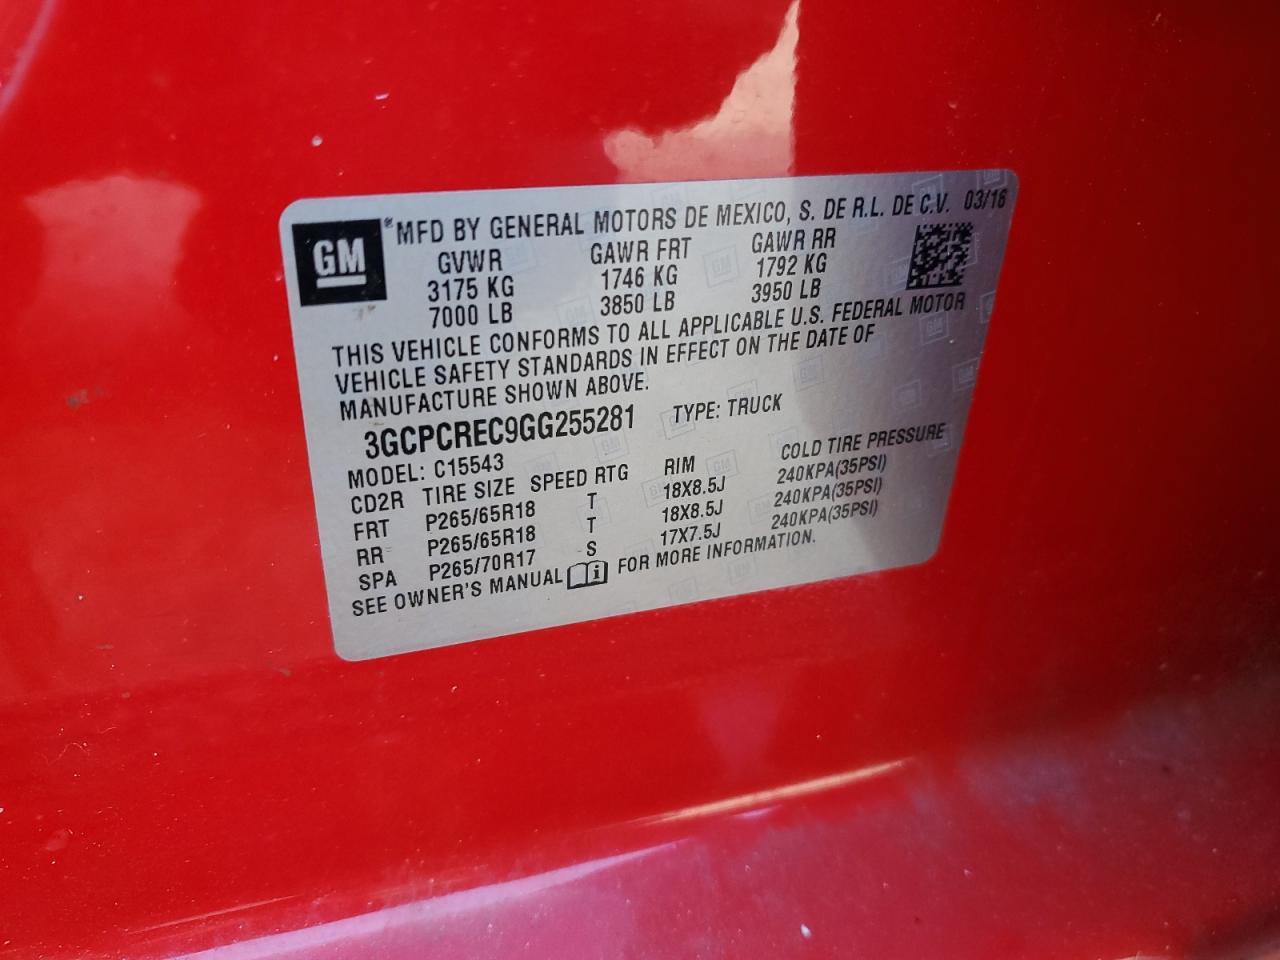 GM
MFD BY GENERAL MOTORS DE MEXICO, S. DE R.L. DE C.V. 03/16
GVWR GAWR FRT GAWR RR
3175 KG 1746 KG 1792 KG
7000 LB 3850 LB 3950 LB
THIS VEHICLE CONFORMS TO ALL APPLICABLE U.S. FEDERAL MOTOR
VEHICLE SAFETY STANDARDS IN EFFECT ON THE DATE OF
MANUFACTURE SHOWN ABOVE.
3GCPCREC9GG255281 TYPE: TRUCK
MODEL: C15543
CD2R TIRE SIZE SPEED RTG RIM COLD TIRE PRESSURE
FRT P265/65R18 T 18X8.5J 240KPA(35PSI)
RR P265/65R18 T 18X8.5J 240KPA(35PSI)
SPA P265/70R17 S 17X7.5J 240KPA(35PSI)
SEE OWNER'S MANUAL i FOR MORE INFORMATION.